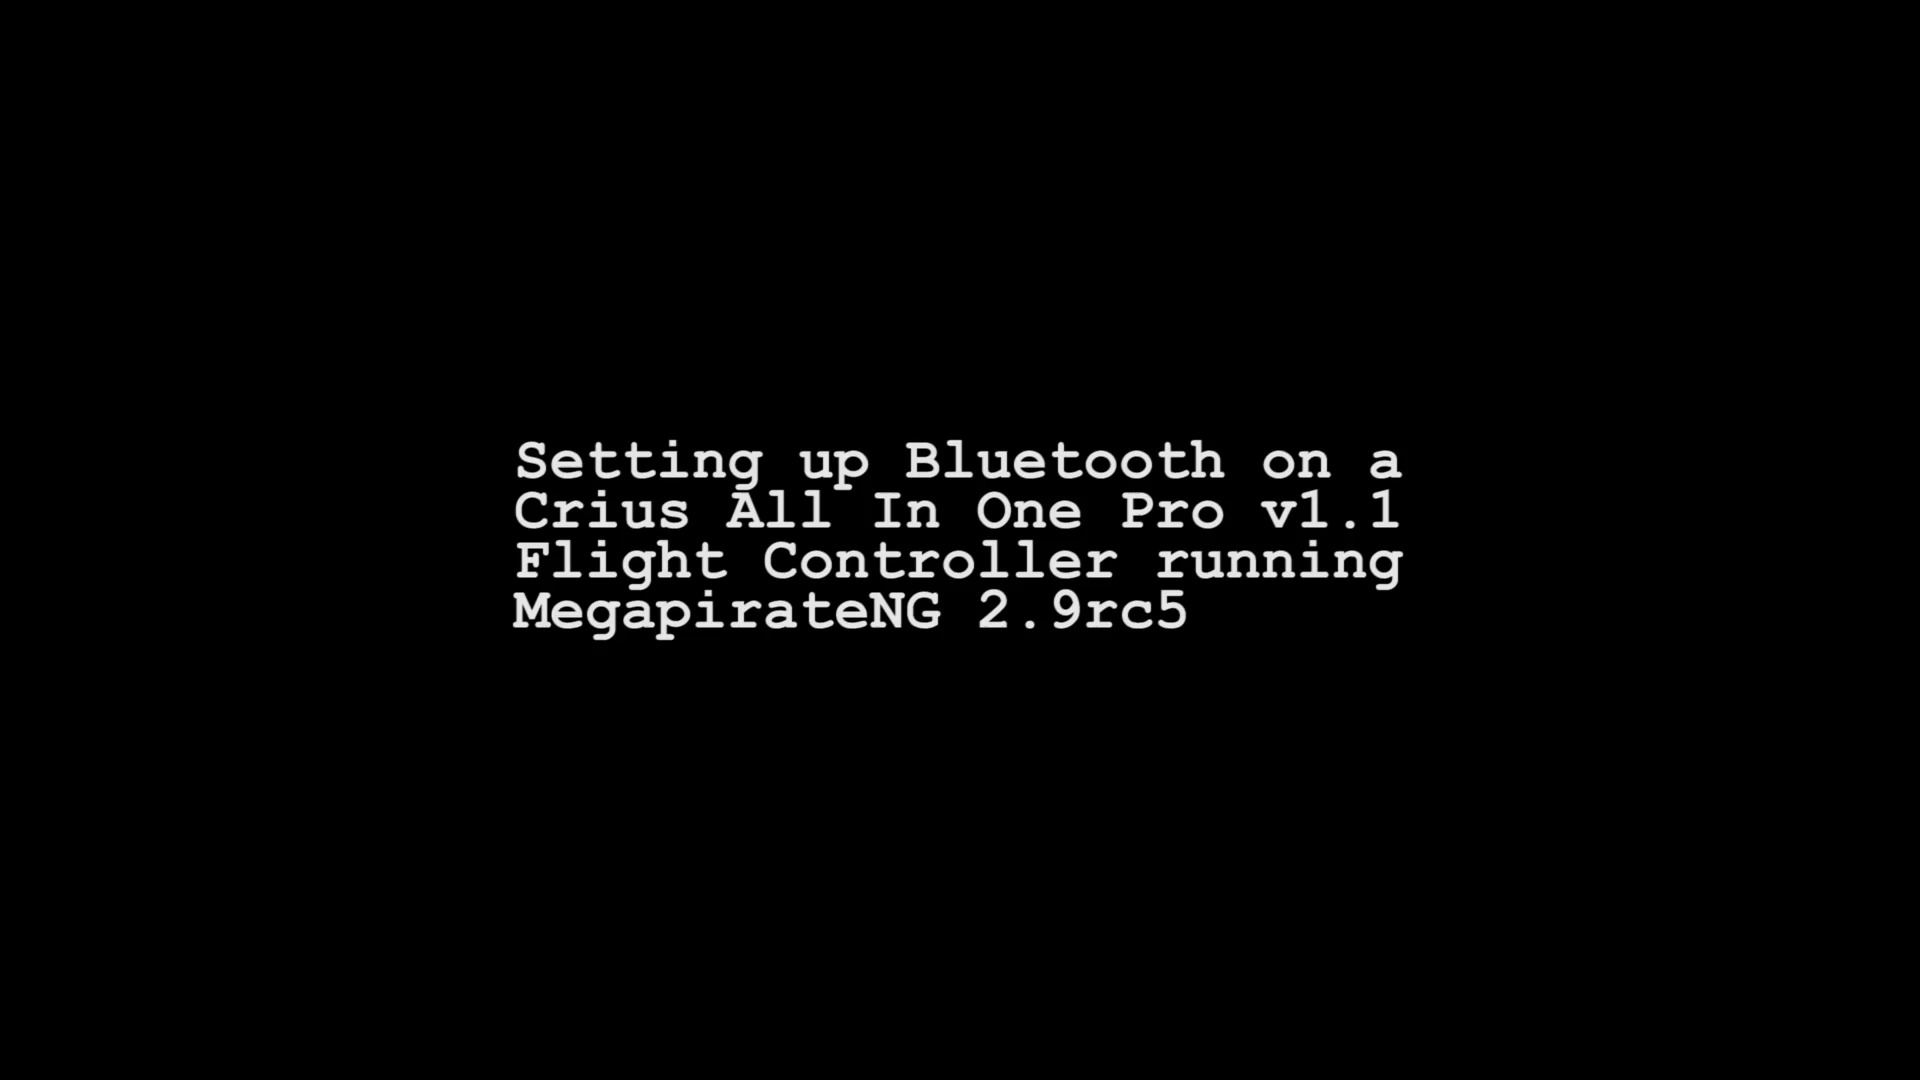 Setting up Bluetooth on a
Crius All In One Pro v1.1
Flight Controller running
MegapirateNG 2.9rc5